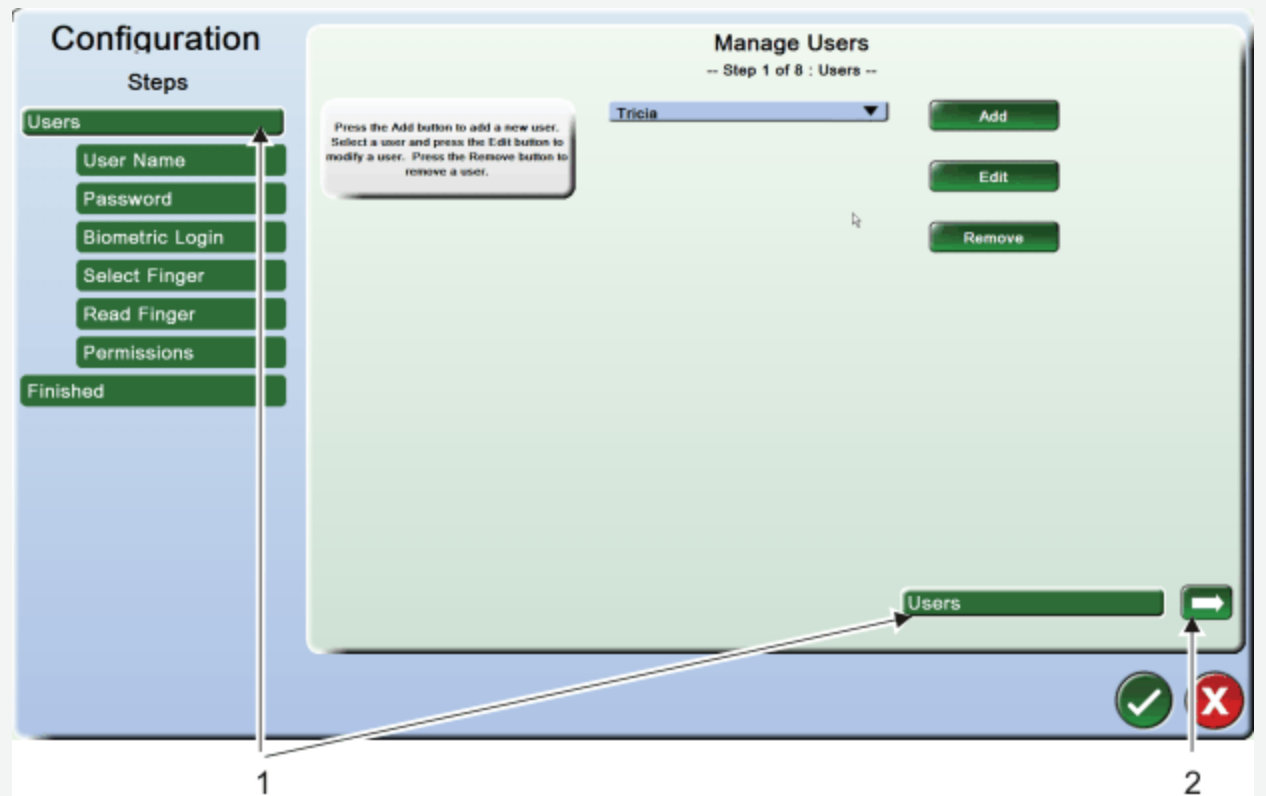 Configuration
Steps
Users
User Name
Password
Biometric Login
Select Finger
Read Finger
Permissions
Finished
Manage Users
-- Step 1 of 8 : Users --
Press the Add button to add a new user.
Select a user and press the Edit button to
modify a user. Press the Remove button to
remove a user.
Tricia
Add
Edit
Remove
Users
1
2